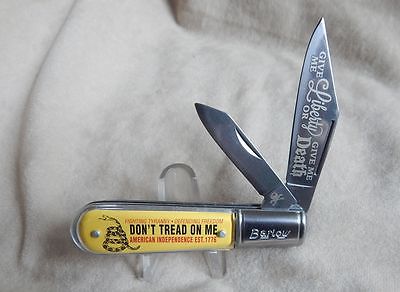 GIVE ME
Liberty
OR
GIVE ME
Death
FIGHTING TYRANNY • DEFENDING FREEDOM
DON'T TREAD ON ME
AMERICAN INDEPENDENCE EST. 1776
Barlow